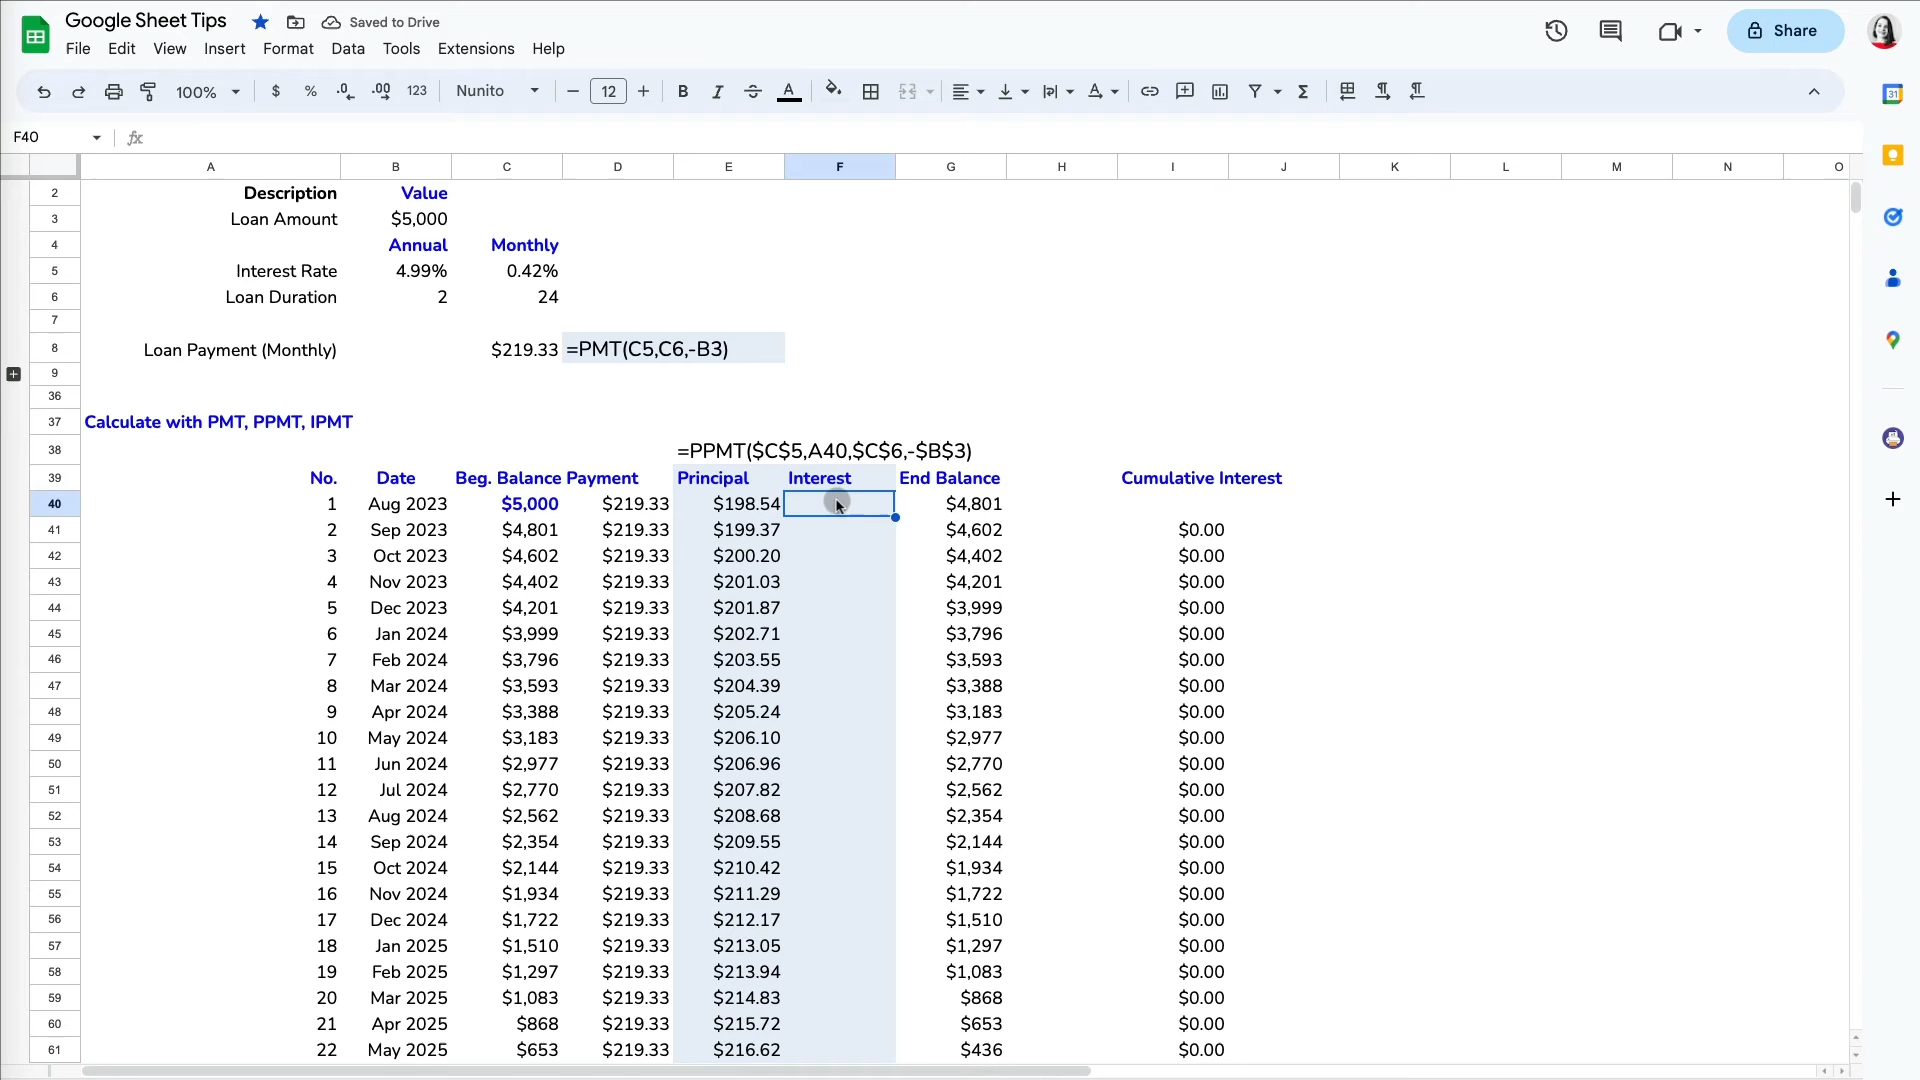 Google Sheet Tips Saved to Drive
File Edit View Insert Format Data Tools Extensions Help
Share
100% $ % .0 .00 123 Nunito 12 B I S A
31
F40 fx
A B C D E F G H I J K L M N O
2 Description Value
3 Loan Amount $5,000
4 Annual Monthly
5 Interest Rate 4.99% 0.42%
6 Loan Duration 2 24
7
8 Loan Payment (Monthly) $219.33 =PMT(C5,C6,-B3)
9
36
37 Calculate with PMT, PPMT, IPMT
38 =PPMT($C$5,A40,$C$6,-$B$3)
39 No. Date Beg. Balance Payment Principal Interest End Balance Cumulative Interest
40 1 Aug 2023 $5,000 $219.33 $198.54 $4,801
41 2 Sep 2023 $4,801 $219.33 $199.37 $4,602 $0.00
42 3 Oct 2023 $4,602 $219.33 $200.20 $4,402 $0.00
43 4 Nov 2023 $4,402 $219.33 $201.03 $4,201 $0.00
44 5 Dec 2023 $4,201 $219.33 $201.87 $3,999 $0.00
45 6 Jan 2024 $3,999 $219.33 $202.71 $3,796 $0.00
46 7 Feb 2024 $3,796 $219.33 $203.55 $3,593 $0.00
47 8 Mar 2024 $3,593 $219.33 $204.39 $3,388 $0.00
48 9 Apr 2024 $3,388 $219.33 $205.24 $3,183 $0.00
49 10 May 2024 $3,183 $219.33 $206.10 $2,977 $0.00
50 11 Jun 2024 $2,977 $219.33 $206.96 $2,770 $0.00
51 12 Jul 2024 $2,770 $219.33 $207.82 $2,562 $0.00
52 13 Aug 2024 $2,562 $219.33 $208.68 $2,354 $0.00
53 14 Sep 2024 $2,354 $219.33 $209.55 $2,144 $0.00
54 15 Oct 2024 $2,144 $219.33 $210.42 $1,934 $0.00
55 16 Nov 2024 $1,934 $219.33 $211.29 $1,722 $0.00
56 17 Dec 2024 $1,722 $219.33 $212.17 $1,510 $0.00
57 18 Jan 2025 $1,510 $219.33 $213.05 $1,297 $0.00
58 19 Feb 2025 $1,297 $219.33 $213.94 $1,083 $0.00
59 20 Mar 2025 $1,083 $219.33 $214.83 $868 $0.00
60 21 Apr 2025 $868 $219.33 $215.72 $653 $0.00
61 22 May 2025 $653 $219.33 $216.62 $436 $0.00